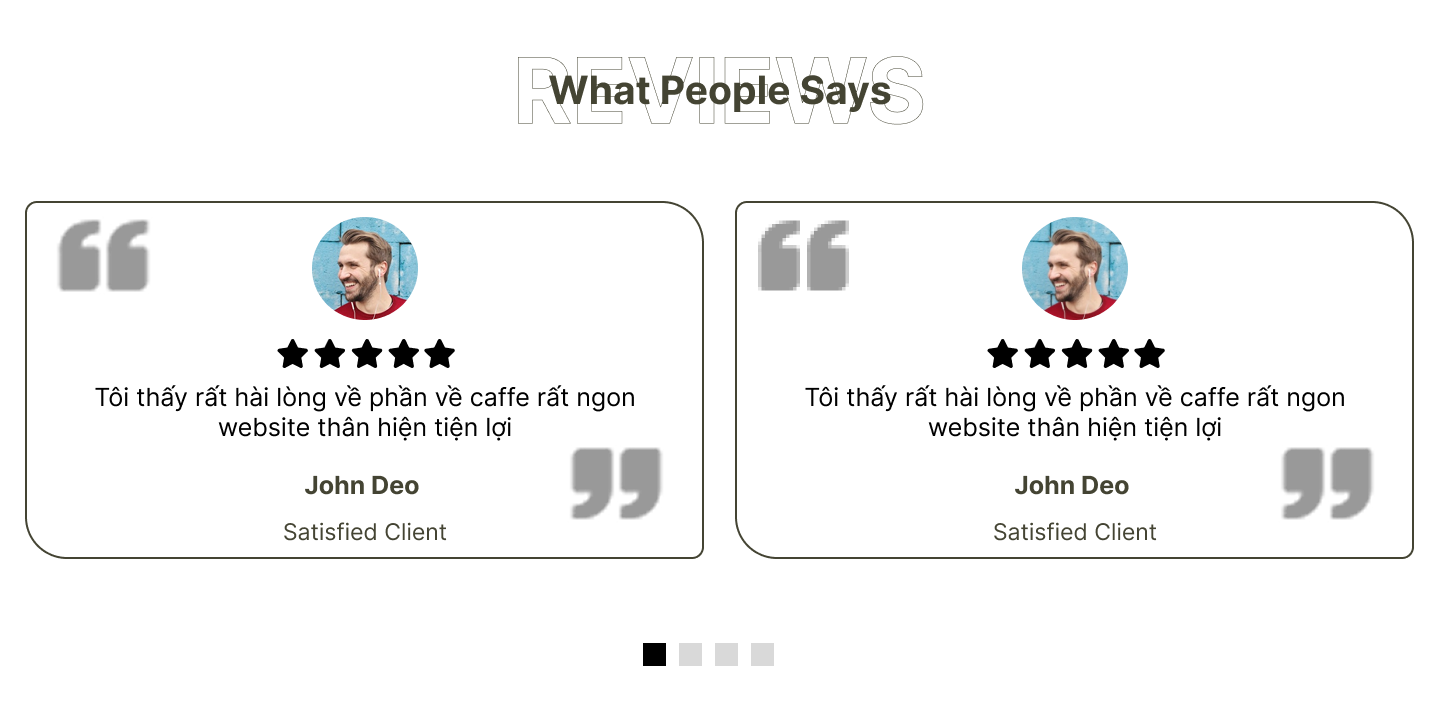 REVIEWS
What People Says
Tôi thấy rất hài lòng về phần về caffe rất ngon
website thân hiện tiện lợi
John Deo
Satisfied Client
Tôi thấy rất hài lòng về phần về caffe rất ngon
website thân hiện tiện lợi
John Deo
Satisfied Client